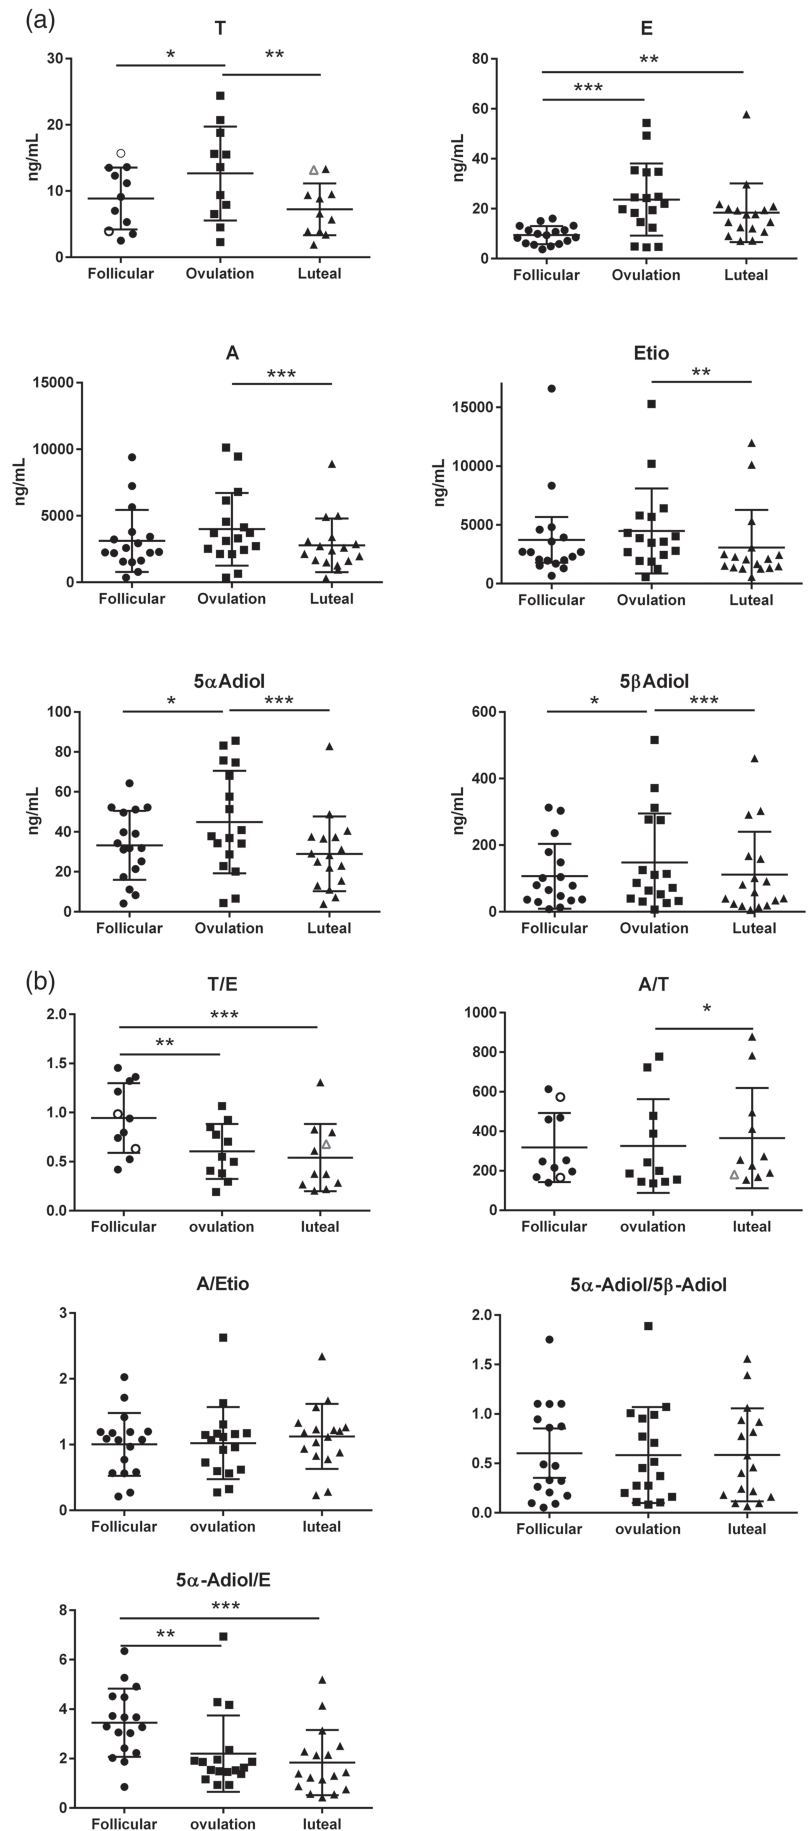 (a)
T
* **
30
20
10
0
ng/mL
Follicular Ovulation Luteal
E
**
***
80
60
40
20
0
ng/mL
Follicular Ovulation Luteal
A
***
15000
10000
5000
0
ng/mL
Follicular Ovulation Luteal
Etio
**
15000
10000
5000
0
ng/mL
Follicular Ovulation Luteal
5αAdiol
* ***
100
80
60
40
20
0
ng/mL
Follicular Ovulation Luteal
5βAdiol
* ***
600
400
200
0
ng/mL
Follicular Ovulation Luteal
(b)
T/E
***
**
2.0
1.5
1.0
0.5
0.0
Follicular ovulation luteal
A/T
*
1000
800
600
400
200
0
Follicular ovulation luteal
A/Etio
3
2
1
0
Follicular ovulation luteal
5α-Adiol/5β-Adiol
2.0
1.5
1.0
0.5
0.0
Follicular ovulation luteal
5α-Adiol/E
***
**
8
6
4
2
0
Follicular ovulation luteal